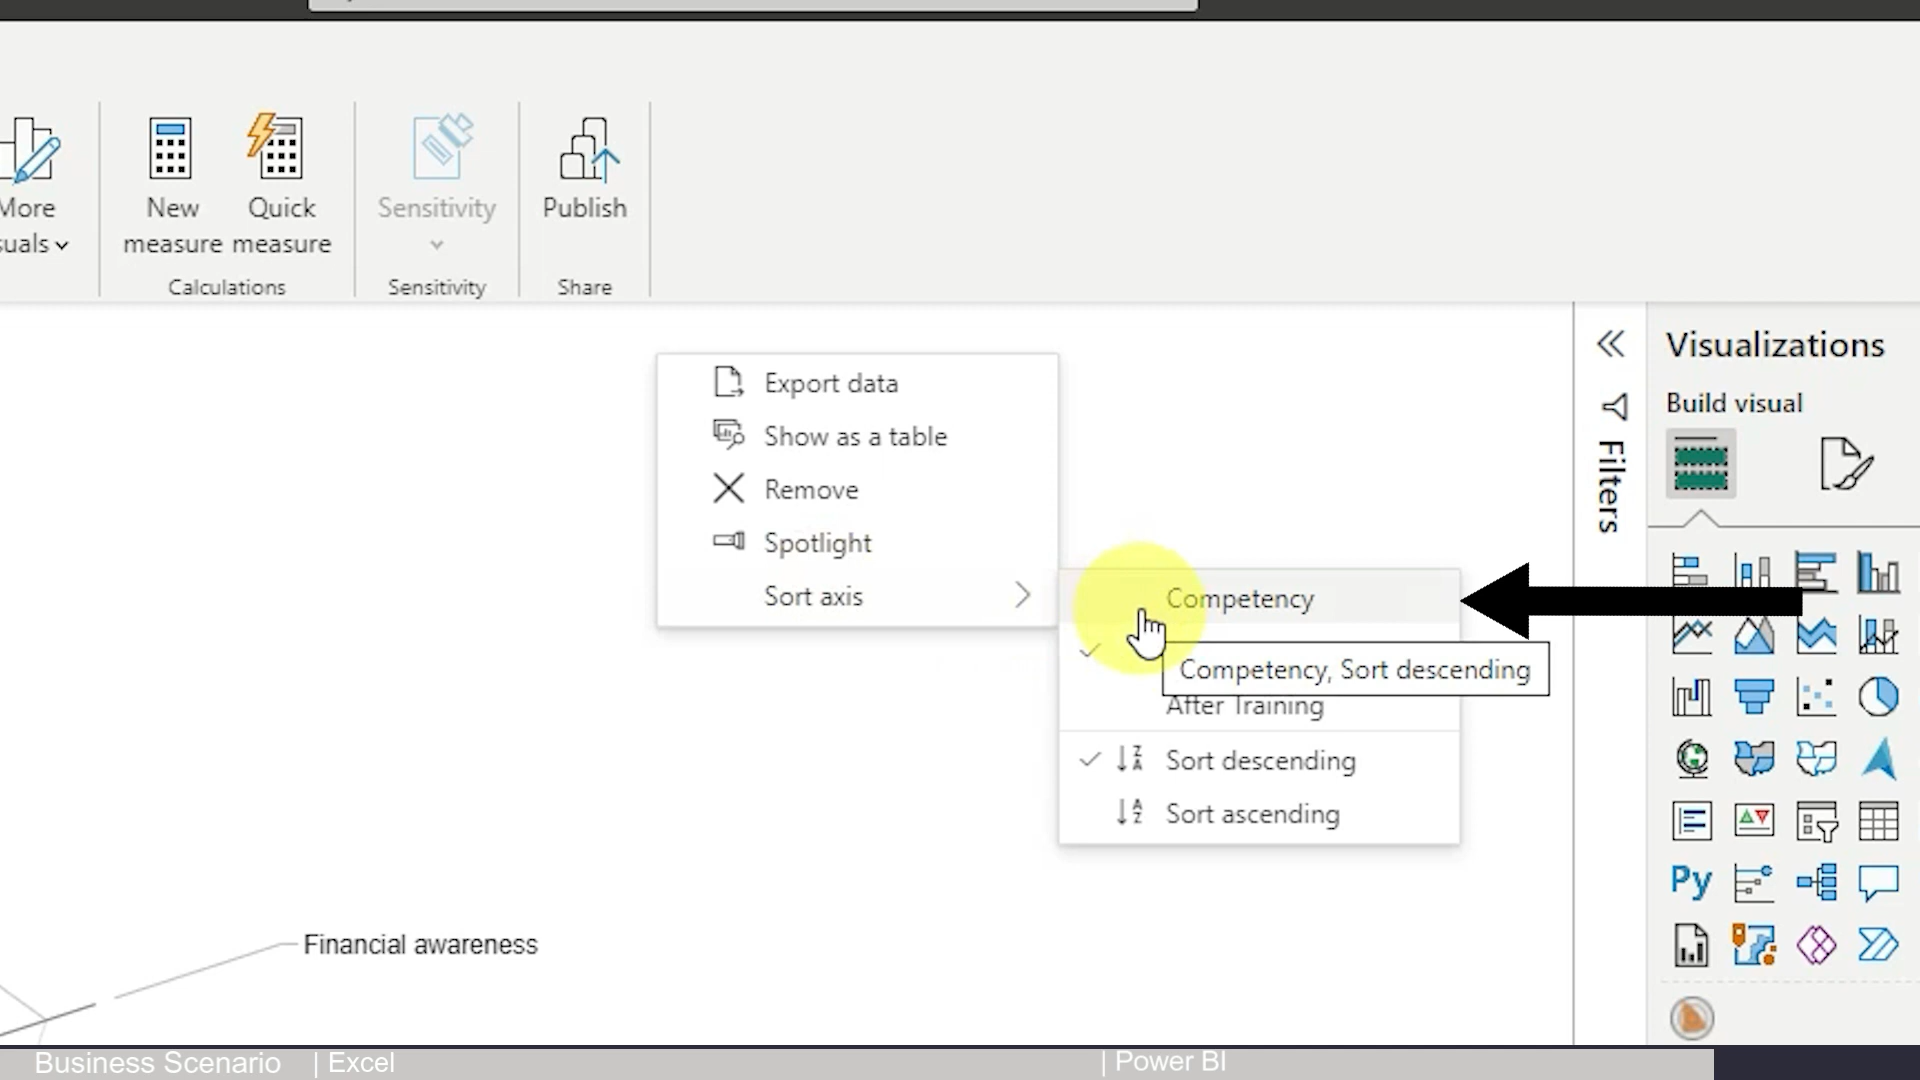 More
New
Quick
Sensitivity
Publish
suals
measure
measure
Calculations
Sensitivity
Share
Visualizations
Build visual
Filters
Export data
Show as a table
Remove
Spotlight
Sort axis
Competency
Competency, Sort descending
After Training
Sort descending
Sort ascending
Py
Financial awareness
Business Scenario
| Excel
| Power BI